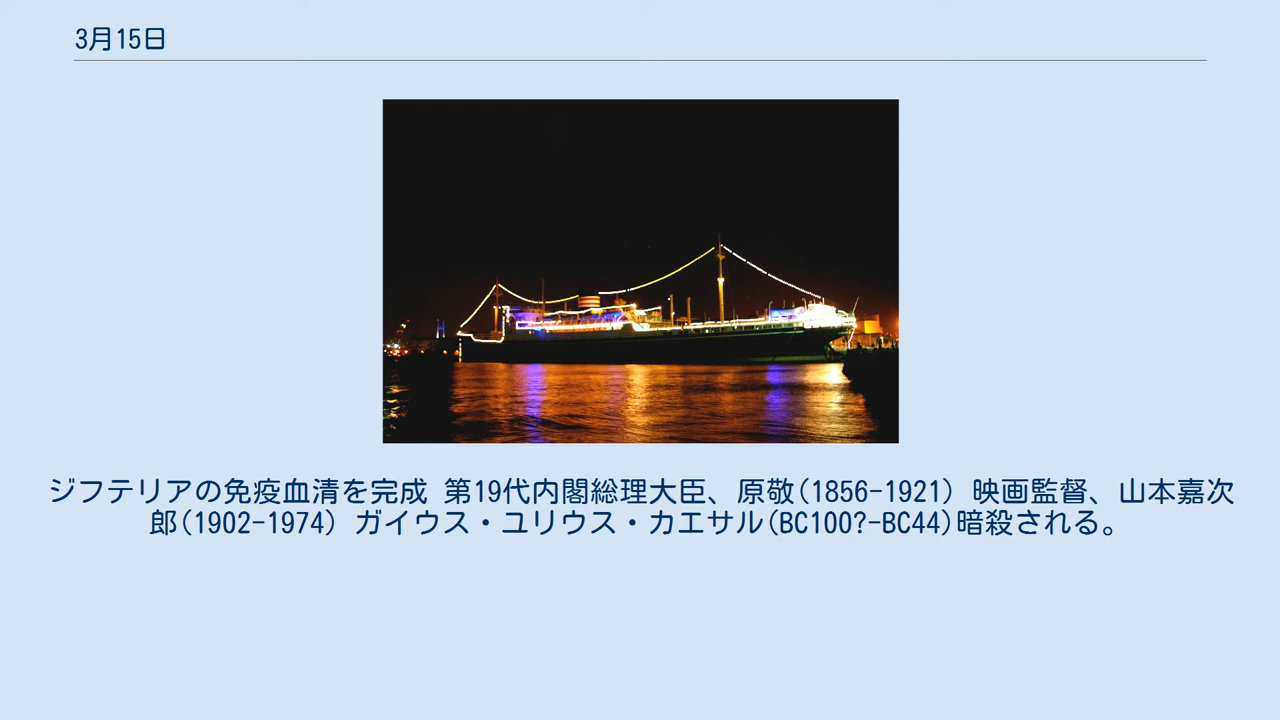 3月15日
ジフテリアの免疫血清を完成 第19代内閣総理大臣、原敬(1856-1921) 映画監督、山本嘉次
郎(1902-1974) ガイウス・ユリウス・カエサル(BC100?-BC44)暗殺される。